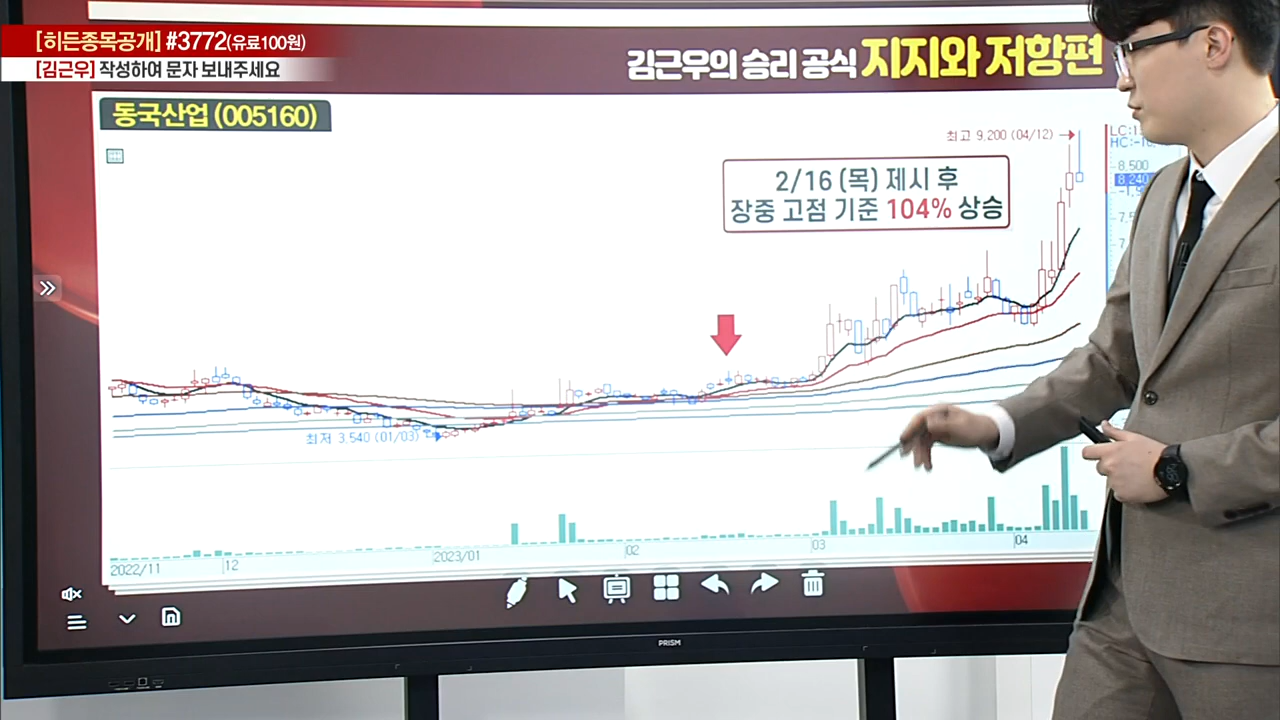 [히든종목공개] #3772(유료100원)
[김근우] 작성하여 문자 보내주세요
김근우의 승리 공식 지지와 저항편
동국산업 (005160)
최고 9,200 (04/12)
LC:1
HC:-10
8,500
8,240
2/16 (목) 제시 후
장중 고점 기준 104% 상승
최저 3,540 (01/03)
2022/11
12
2023/01
02
03
04
PRISM